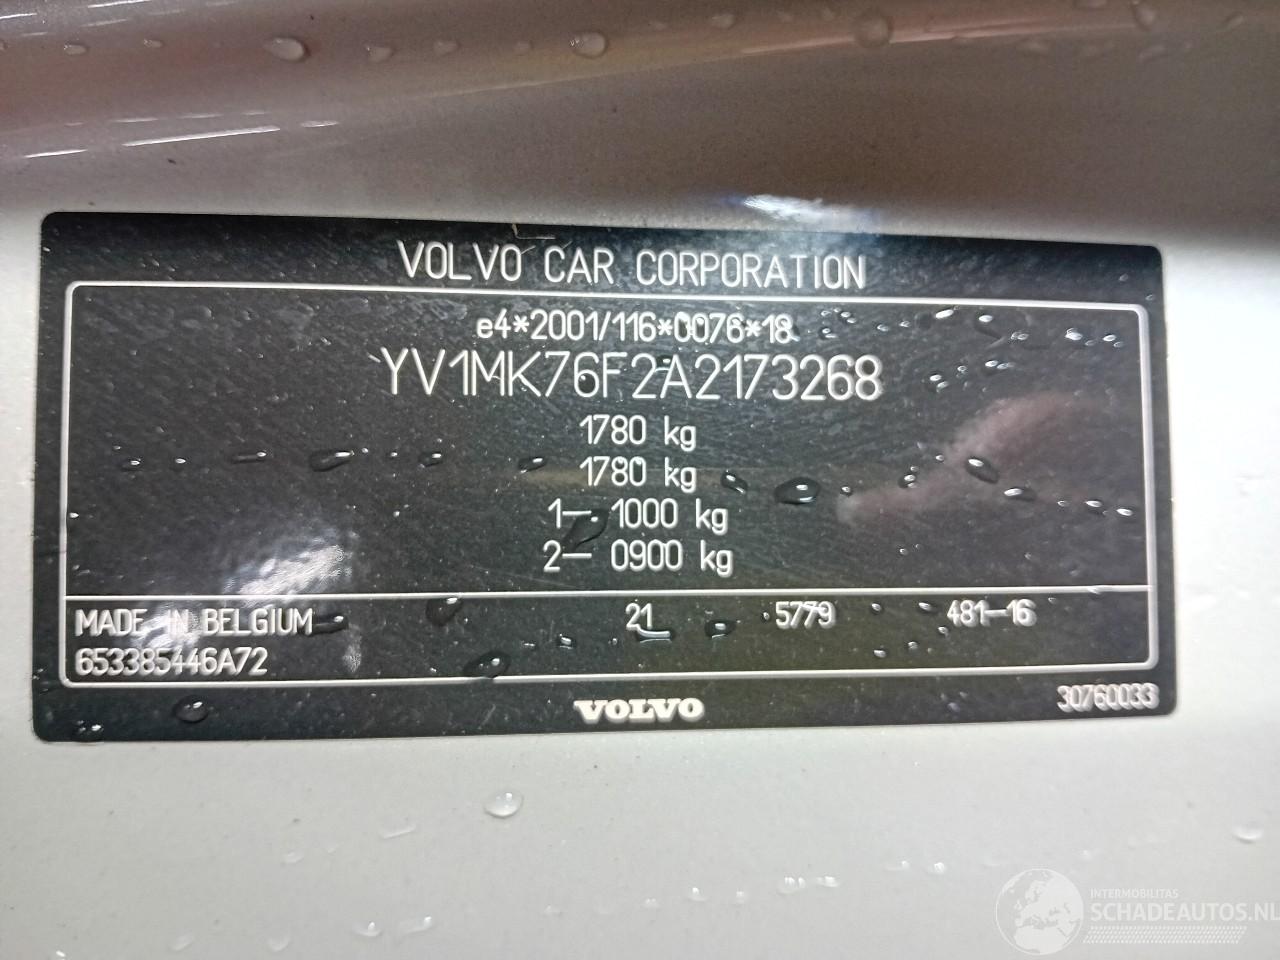 VOLVO CAR CORPORATION
e4*2001/116*0076*18
YV1MK76F2A2173268
1780 kg
1780 kg
1– 1000 kg
2– 0900 kg
MADE IN BELGIUM 21 5779 481–16
653385446A72
VOLVO 30760033
INTERMOBILITAS
SCHADEAUTOS.NL